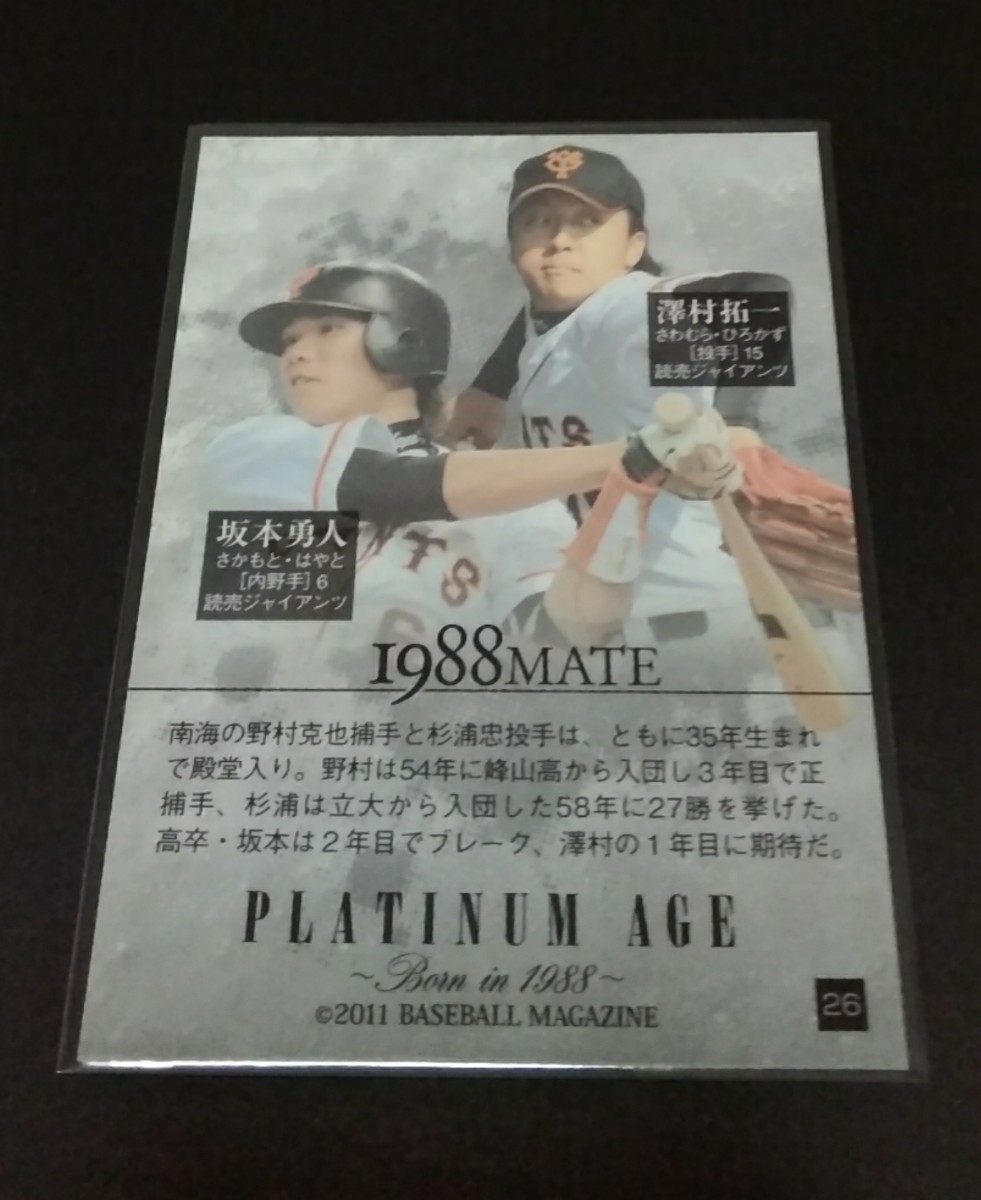 澤村拓一
さわむら・ひろかず
[投手] 15
読売ジャイアンツ
NTS
坂本勇人
さかもと・はやと
[内野手] 6
読売ジャイアンツ
NTS
6
1988MATE
南海の野村克也捕手と杉浦忠投手は、ともに35年生まれ
で殿堂入り。野村は54年に峰山高から入団し3年目で正
捕手、杉浦は立大から入団した58年に27勝を挙げた。
高卒・坂本は2年目でブレーク、澤村の1年目に期待だ。
PLATINUM AGE
~Born in 1988~
©2011 BASEBALL MAGAZINE
26